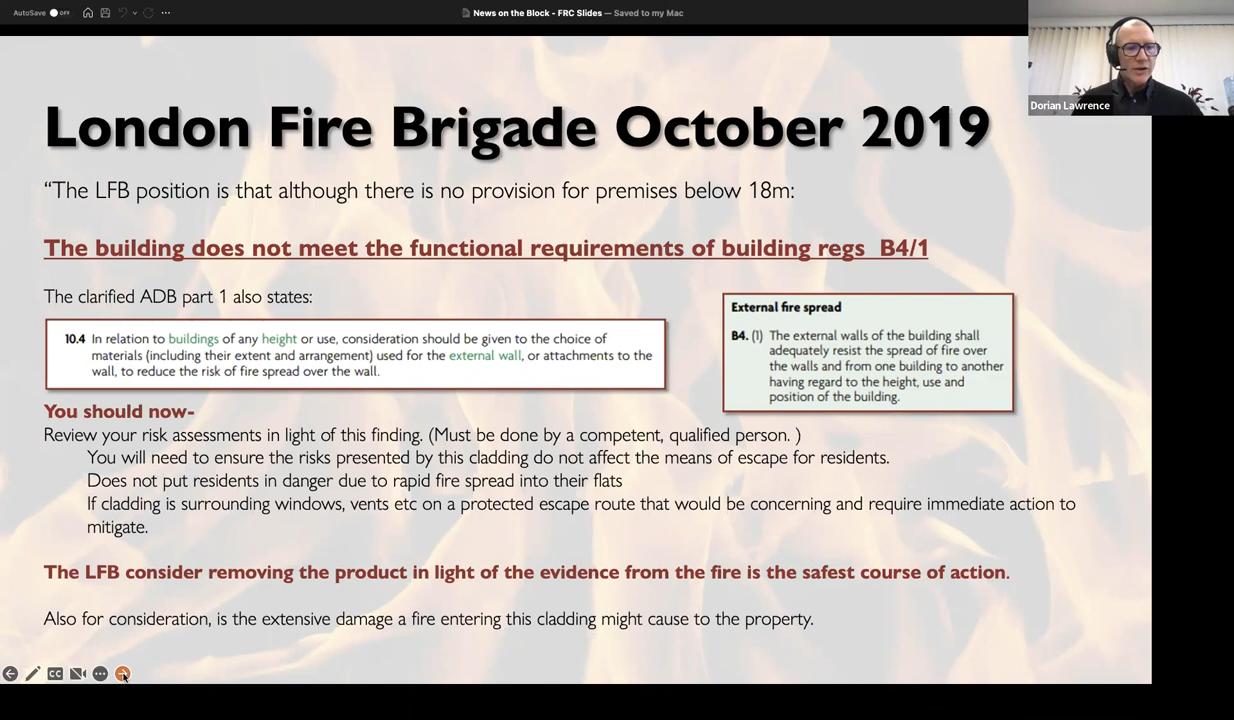 AutoSave OFF
News on the Block - FRC Slides — Saved to my Mac
Dorian Lawrence
London Fire Brigade October 2019
“The LFB position is that although there is no provision for premises below 18m:
The building does not meet the functional requirements of building regs B4/1
The clarified ADB part 1 also states:
10.4 In relation to buildings of any height or use, consideration should be given to the choice of
materials (including their extent and arrangement) used for the external wall, or attachments to the
wall, to reduce the risk of fire spread over the wall.
External fire spread
B4. (1) The external walls of the building shall
adequately resist the spread of fire over
the walls and from one building to another
having regard to the height, use and
position of the building.
You should now-
Review your risk assessments in light of this finding. (Must be done by a competent, qualified person. )
You will need to ensure the risks presented by this cladding do not affect the means of escape for residents.
Does not put residents in danger due to rapid fire spread into their flats
If cladding is surrounding windows, vents etc on a protected escape route that would be concerning and require immediate action to
mitigate.
The LFB consider removing the product in light of the evidence from the fire is the safest course of action.
Also for consideration, is the extensive damage a fire entering this cladding might cause to the property.
CC